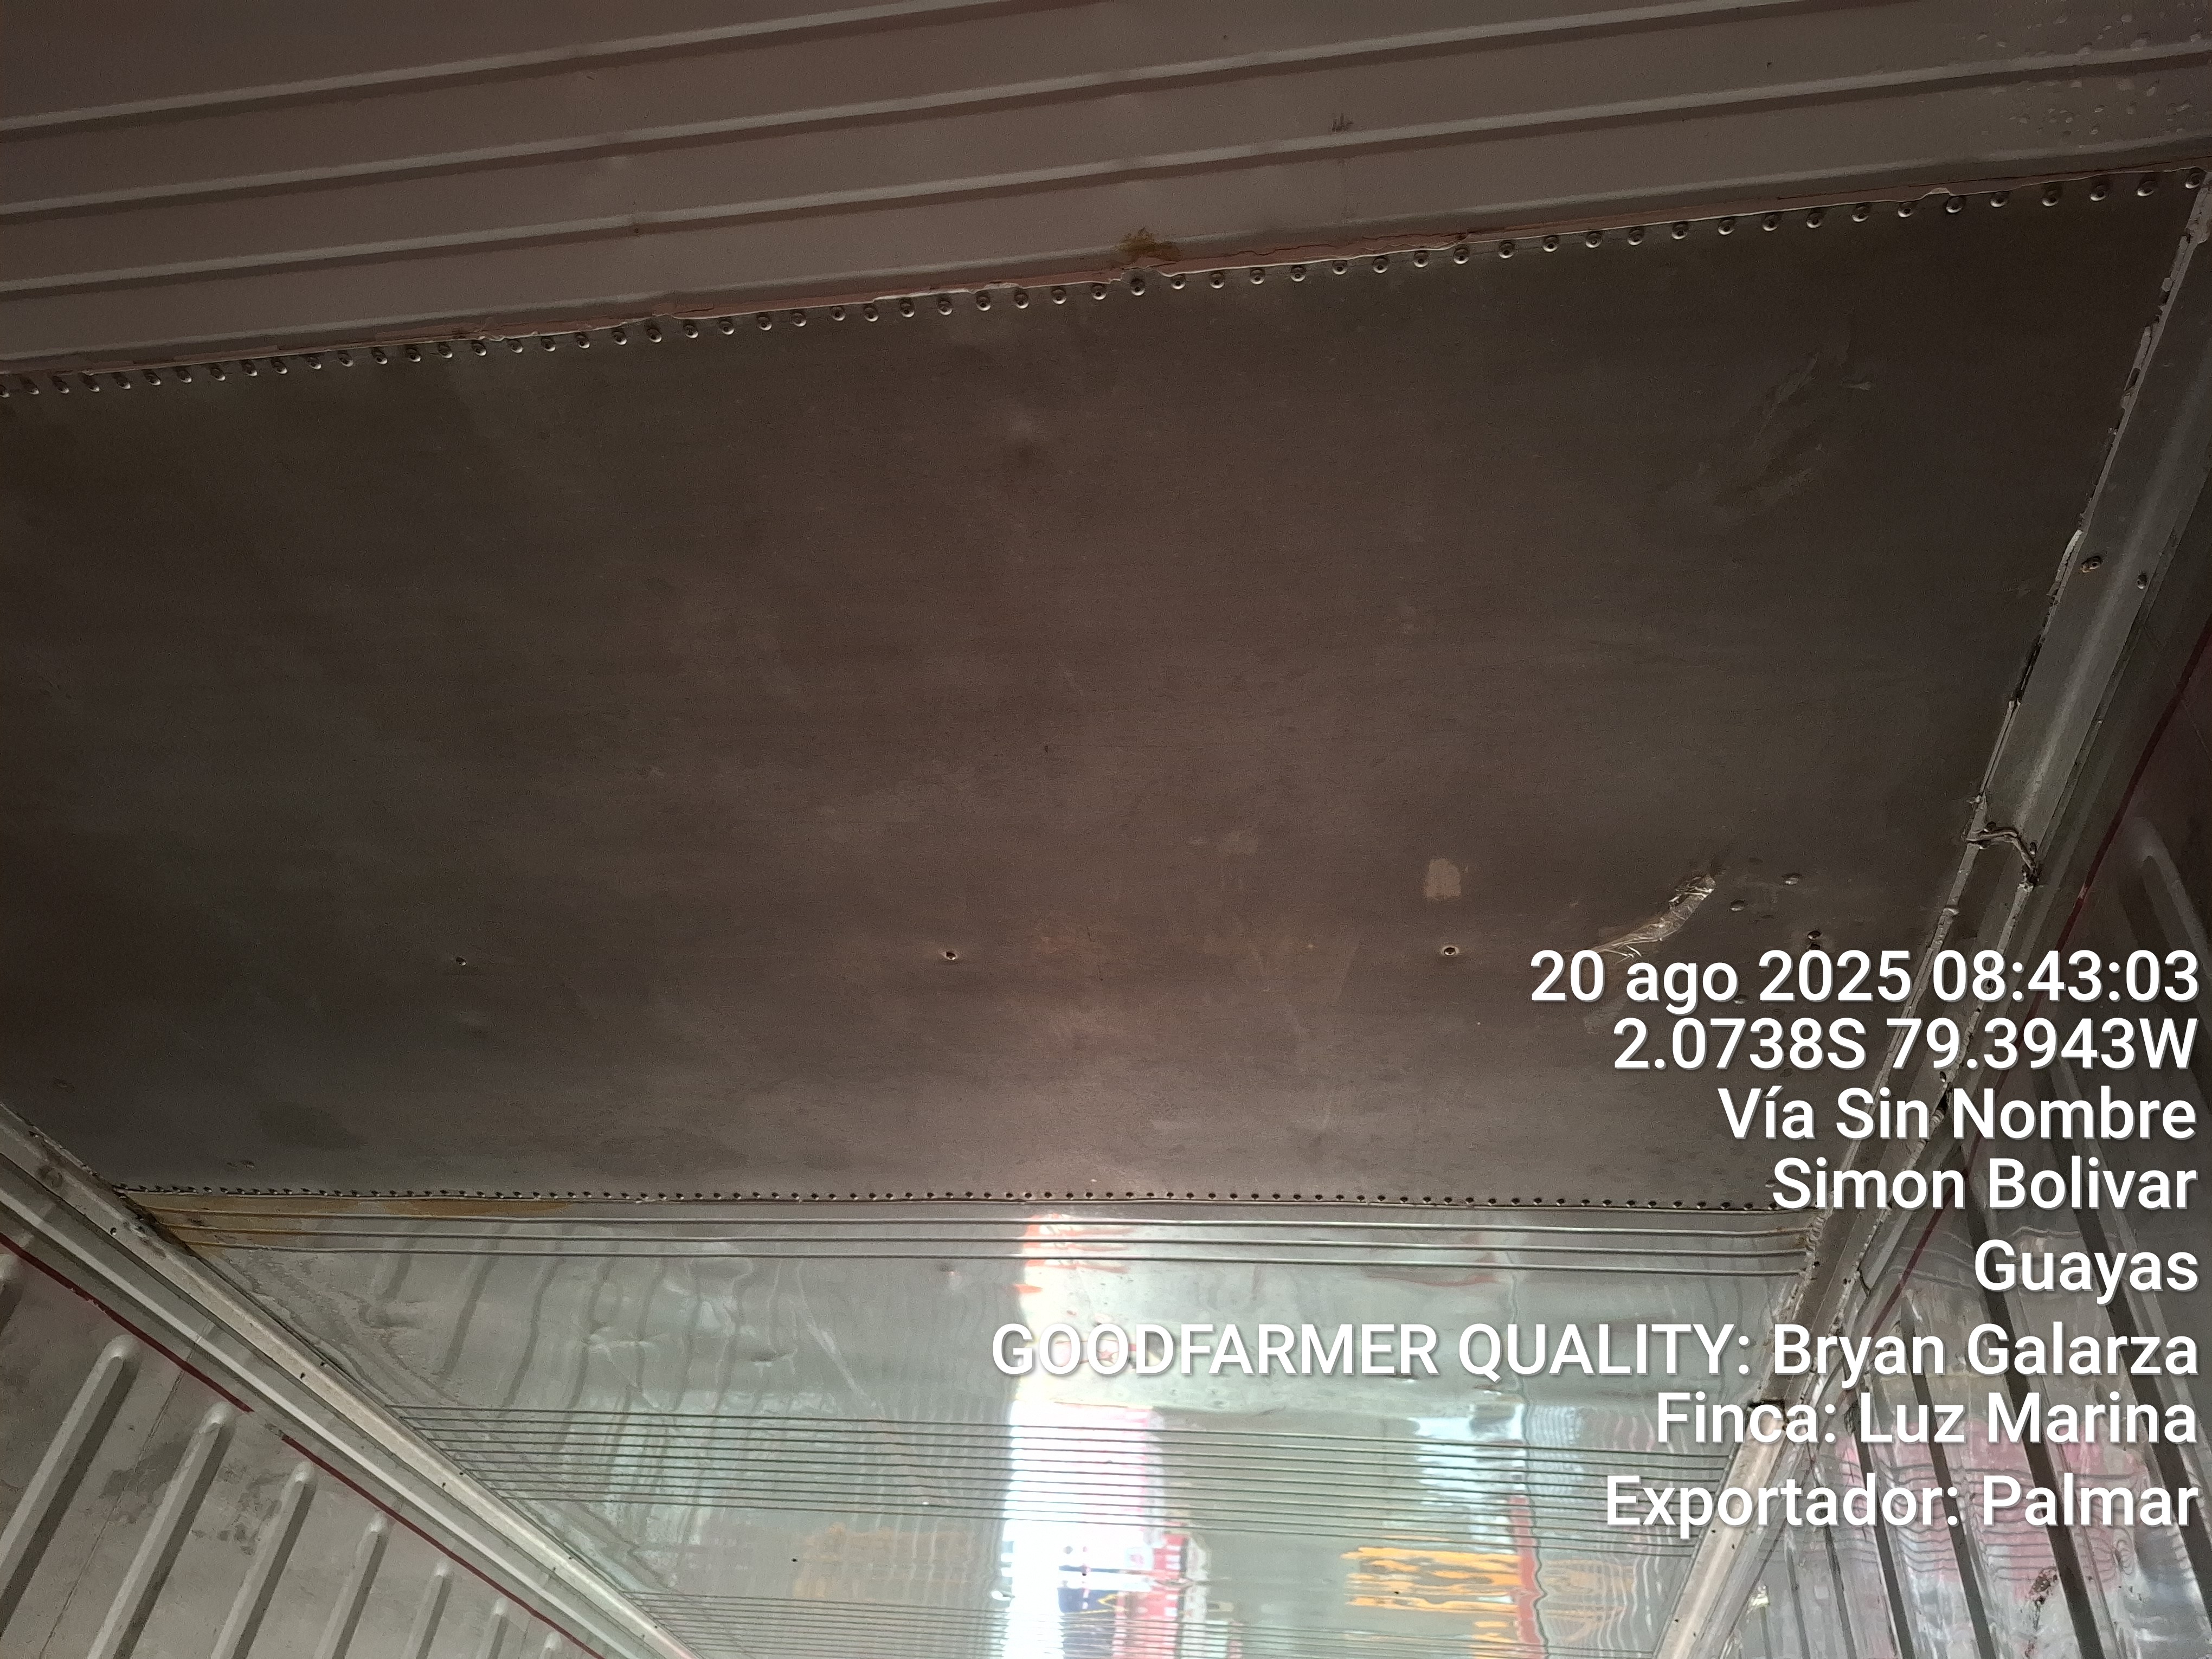 20 ago 2025 08:43:03
2.0738S 79.3943W
Vía Sin Nombre
Simon Bolivar
Guayas
GOODFARMER QUALITY: Bryan Galarza
Finca: Luz Marina
Exportador: Palmar